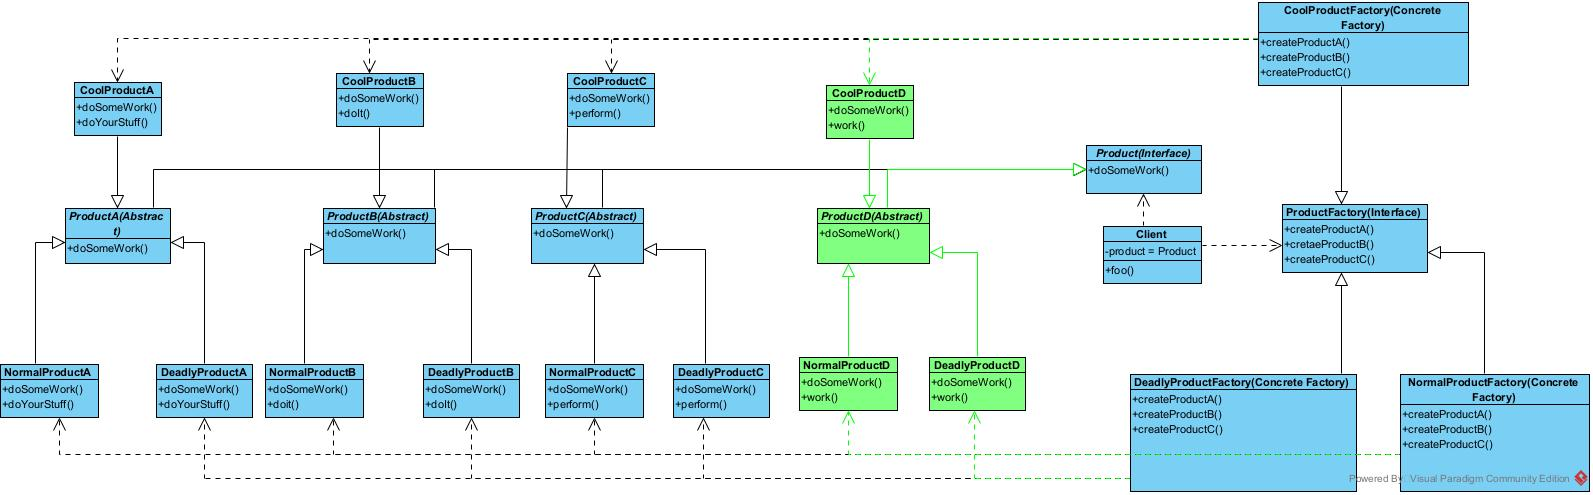 CoolProductFactory(Concrete
Factory)
+createProductA()
+createProductB()
+createProductC()
CoolProductA
+doSomeWork()
+doYourStuff()
CoolProductB
+doSomeWork()
+doIt()
CoolProductC
+doSomeWork()
+perform()
CoolProductD
+doSomeWork()
+work()
Product(Interface)
+doSomeWork()
ProductA(Abstrac
t)
+doSomeWork()
ProductB(Abstract)
+doSomeWork()
ProductC(Abstract)
+doSomeWork()
ProductD(Abstract)
+doSomeWork()
Client
-product = Product
+foo()
ProductFactory(Interface)
+createProductA()
+cretaeProductB()
+createProductC()
NormalProductA
+doSomeWork()
+doYourStuff()
DeadlyProductA
+doSomeWork()
+doYourStuff()
NormalProductB
+doSomeWork()
+doit()
DeadlyProductB
+doSomeWork()
+doIt()
NormalProductC
+doSomeWork()
+perform()
DeadlyProductC
+doSomeWork()
+perform()
NormalProductD
+doSomeWork()
+work()
DeadlyProductD
+doSomeWork()
+work()
DeadlyProductFactory(Concrete Factory)
+createProductA()
+createProductB()
+createProductC()
NormalProductFactory(Concrete
Factory)
+createProductA()
+createProductB()
+createProductC()
Powered By Visual Paradigm Community Edition